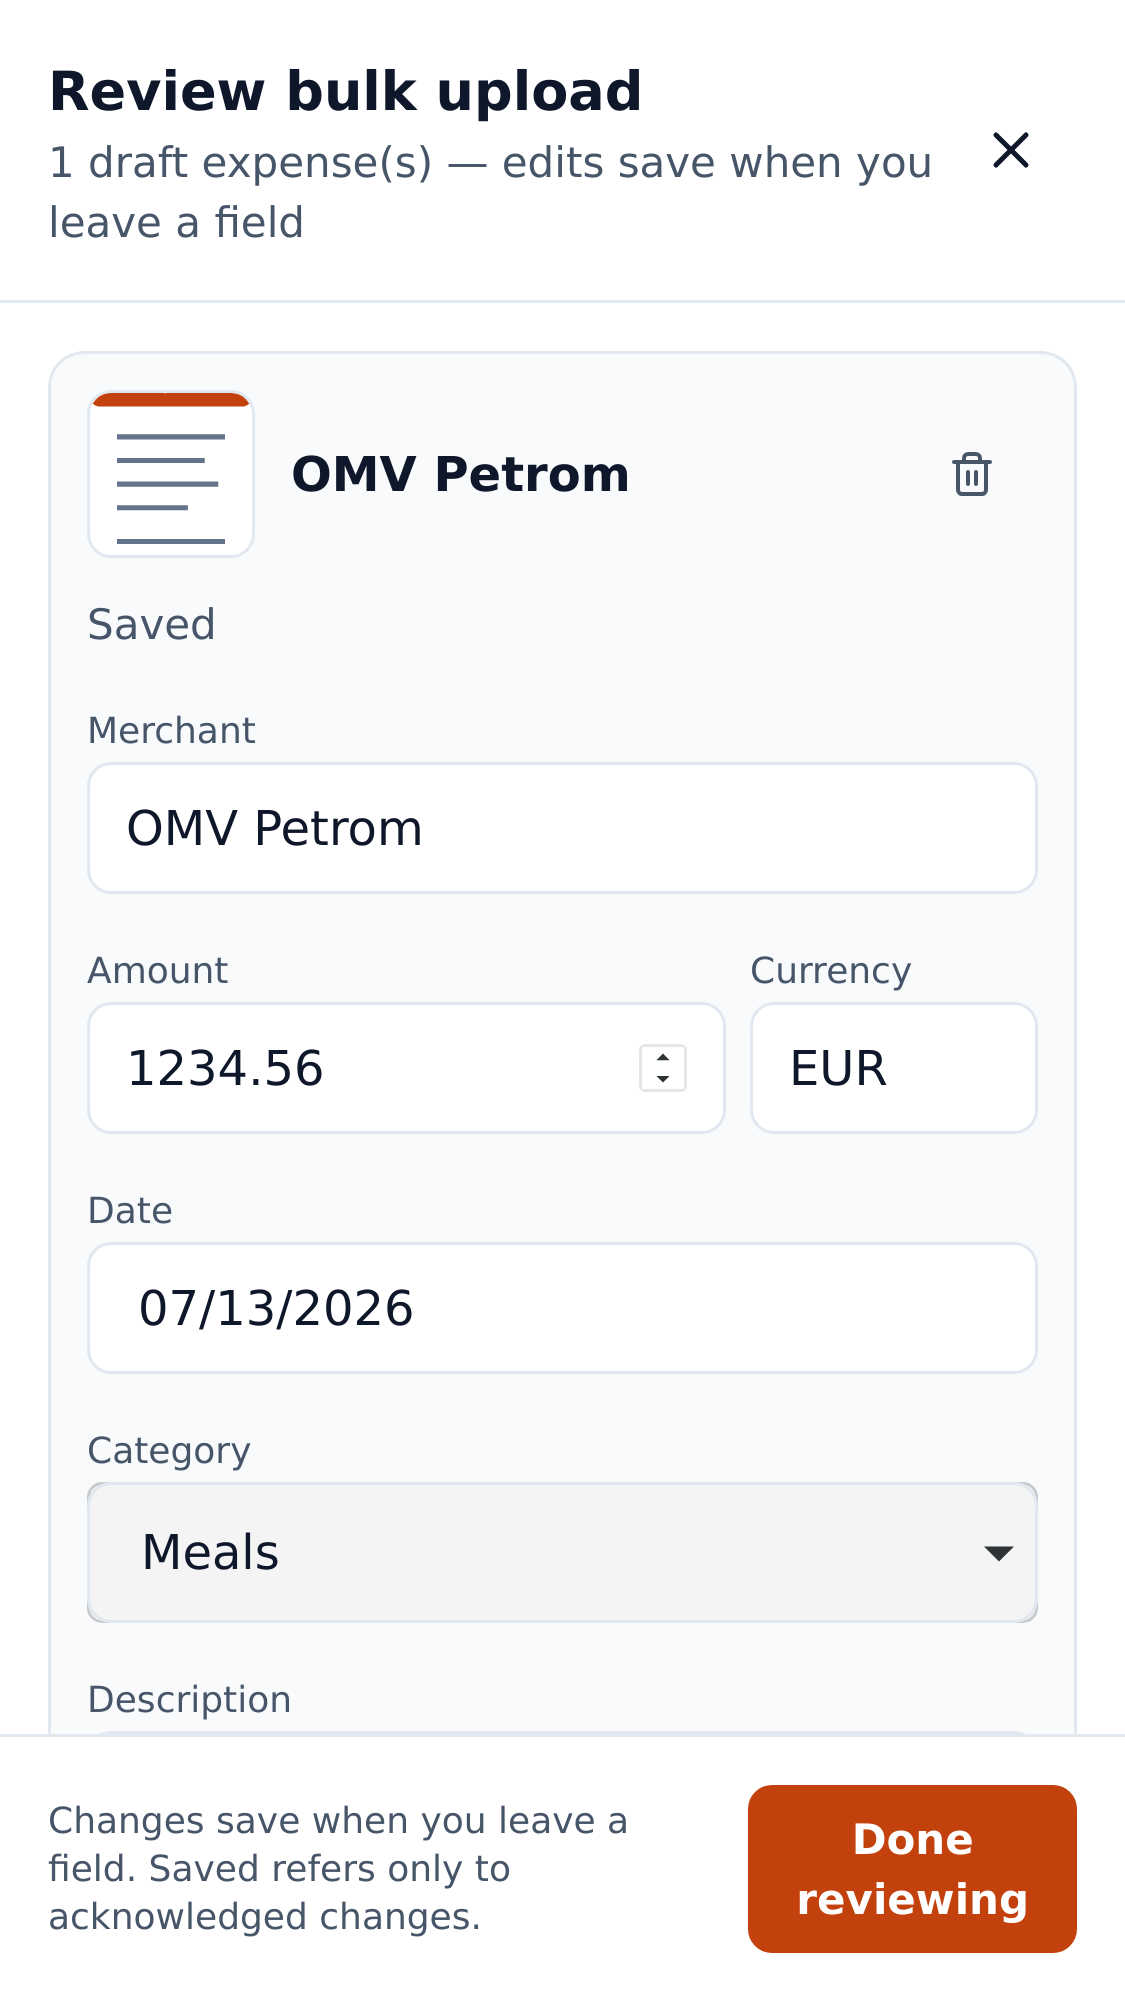 Review bulk upload
1 draft expense(s) — edits save when you
leave a field
OMV Petrom
Saved
Merchant
OMV Petrom
Amount
Currency
1234.56
EUR
Date
07/13/2026
Category
Meals
Description
Changes save when you leave a
field. Saved refers only to
acknowledged changes.
Done
reviewing